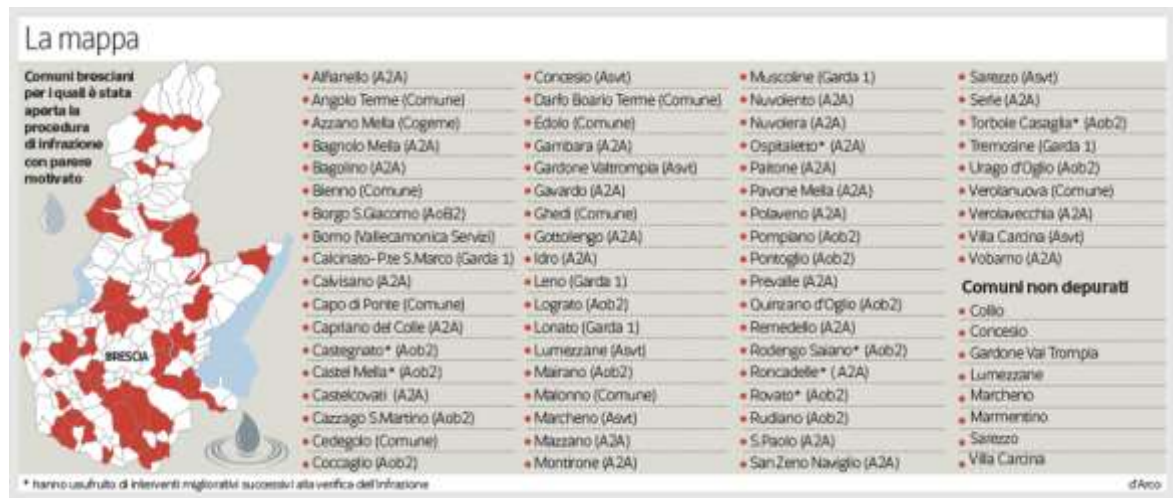 La mappa
Comuni bresciani
per i quali è stata
aperta la
procedura
di infrazione
con parere
motivato
BRESCIA
• Alfianello (A2A)
• Angolo Terme (Comune)
• Azzano Mella (Cogeme)
• Bagnolo Mella (A2A)
• Bagolino (A2A)
• Bienno (Comune)
• Borgo S.Giacomo (AoB2)
• Borno (Vallecamonica Servizi)
• Calcinato-P.te S.Marco (Garda 1)
• Calvisano (A2A)
• Capo di Ponte (Comune)
• Capriano del Colle (A2A)
• Castegnato* (Aob2)
• Castel Mella* (Aob2)
• Castelcovati (A2A)
• Cazzago S.Martino (Aob2)
• Cedegolo (Comune)
• Coccaglio (Aob2)
• Concesio (Asvt)
• Darfo Boario Terme (Comune)
• Edolo (Comune)
• Gambara (A2A)
• Gardone Valtrompia (Asvt)
• Gavardo (A2A)
• Ghedi (Comune)
• Gottolengo (A2A)
• Idro (A2A)
• Leno (Garda 1)
• Lograto (Aob2)
• Lonato (Garda 1)
• Lumezzane (Asvt)
• Mairano (Aob2)
• Malonno (Comune)
• Marcheno (Asvt)
• Mazzano (A2A)
• Montirone (A2A)
• Muscoline (Garda 1)
• Nuvolento (A2A)
• Nuvolera (A2A)
• Ospitaletto* (A2A)
• Paitone (A2A)
• Pavone Mella (A2A)
• Polaveno (A2A)
• Pompiano (Aob2)
• Pontoglio (Aob2)
• Prevalle (A2A)
• Quinzano d'Oglio (Aob2)
• Remedello (A2A)
• Rodengo Saiano* (Aob2)
• Roncadelle* ( A2A)
• Rovato* (Aob2)
• Rudiano (Aob2)
• S.Paolo (A2A)
• San Zeno Naviglio (A2A)
• Sarezzo (Asvt)
• Serle (A2A)
• Torbole Casaglia* (Aob2)
• Tremosine (Garda 1)
• Urago d'Oglio (Aob2)
• Verolanuova (Comune)
• Verolavecchia (A2A)
• Villa Carcina (Asvt)
• Vobarno (A2A)
Comuni non depurati
• Collio
• Concesio
• Gardone Val Trompia
• Lumezzane
• Marcheno
• Marmentino
• Sarezzo
• Villa Carcina
* hanno usufruito di interventi migliorativi successivi alla verifica dell'infrazione
d'Arco